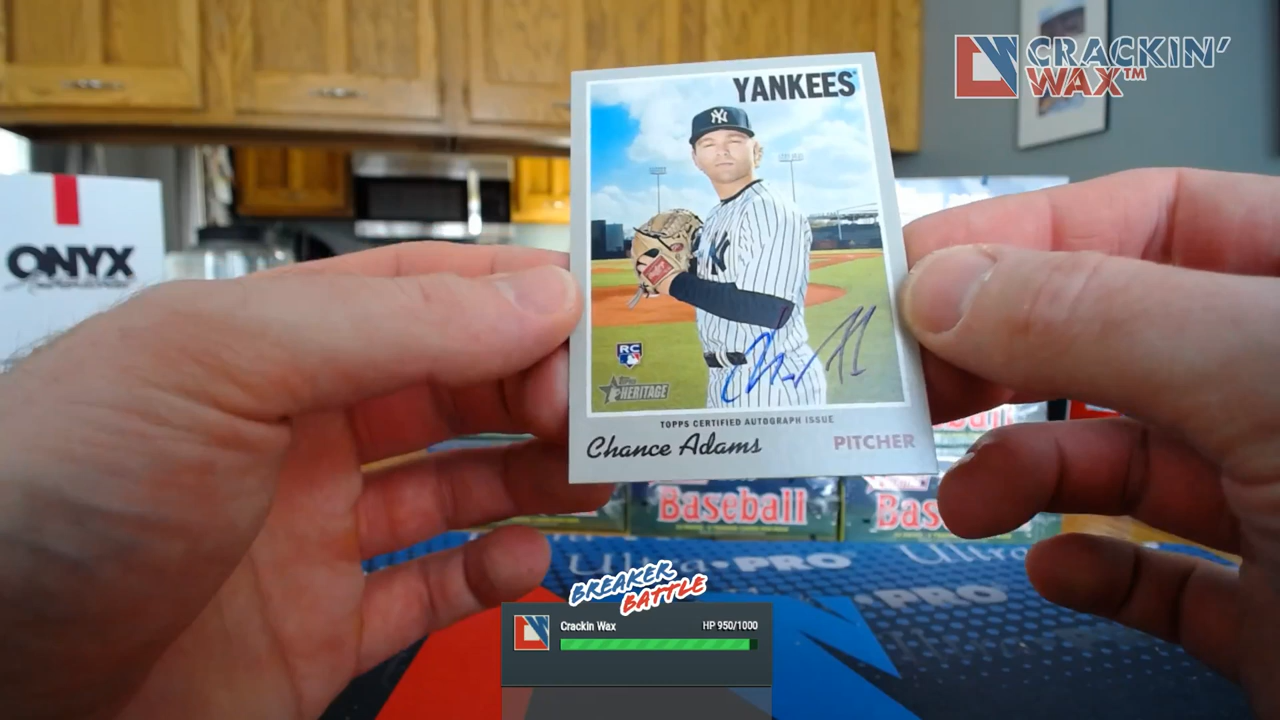 CRACKIN'
WAX™
YANKEES
NY
ONYX
RC
TOPPS
HERITAGE
TOPPS CERTIFIED AUTOGRAPH ISSUE
Chance Adams
PITCHER
Baseball
Bas
Ultra•PRO
Ultra
PRO
BREAKER
BATTLE
Crackin Wax
HP 950/1000